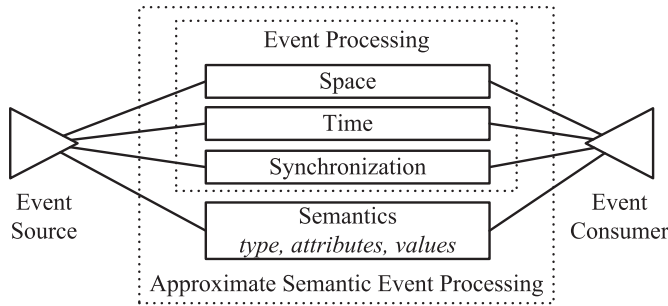 Event Processing
Space
Time
Synchronization
Semantics
type, attributes, values
Event
Source
Event
Consumer
Approximate Semantic Event Processing